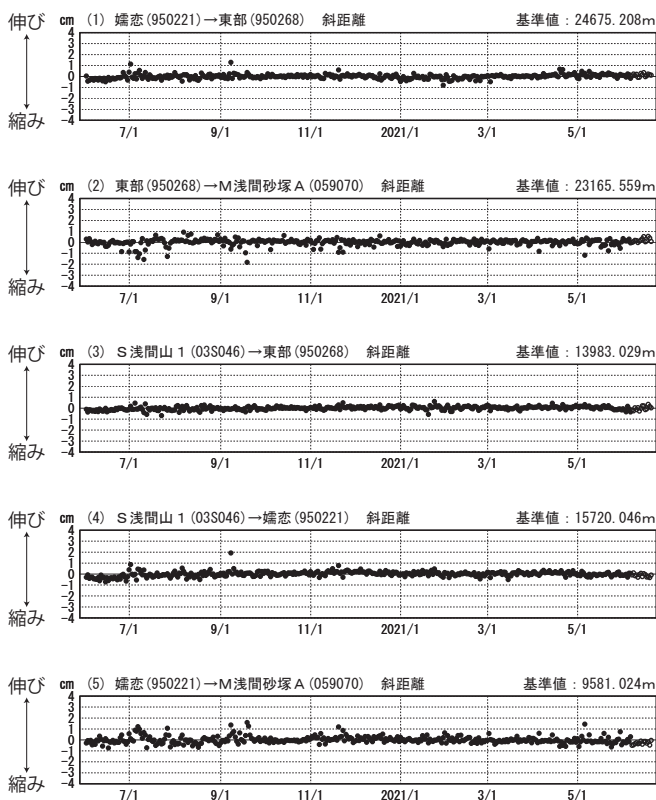 伸び cm (1) 嬬恋(950221)→東部(950268) 斜距離 基準値：24675.208m
4
3
2
1
0
-1
-2
-3
縮み -4
7/1 9/1 11/1 2021/1 3/1 5/1
伸び cm (2) 東部(950268)→M浅間砂塚A(059070) 斜距離 基準値：23165.559m
4
3
2
1
0
-1
-2
-3
縮み -4
7/1 9/1 11/1 2021/1 3/1 5/1
伸び cm (3) S浅間山1(03S046)→東部(950268) 斜距離 基準値：13983.029m
4
3
2
1
0
-1
-2
-3
縮み -4
7/1 9/1 11/1 2021/1 3/1 5/1
伸び cm (4) S浅間山1(03S046)→嬬恋(950221) 斜距離 基準値：15720.046m
4
3
2
1
0
-1
-2
-3
縮み -4
7/1 9/1 11/1 2021/1 3/1 5/1
伸び cm (5) 嬬恋(950221)→M浅間砂塚A(059070) 斜距離 基準値：9581.024m
4
3
2
1
0
-1
-2
-3
縮み -4
7/1 9/1 11/1 2021/1 3/1 5/1